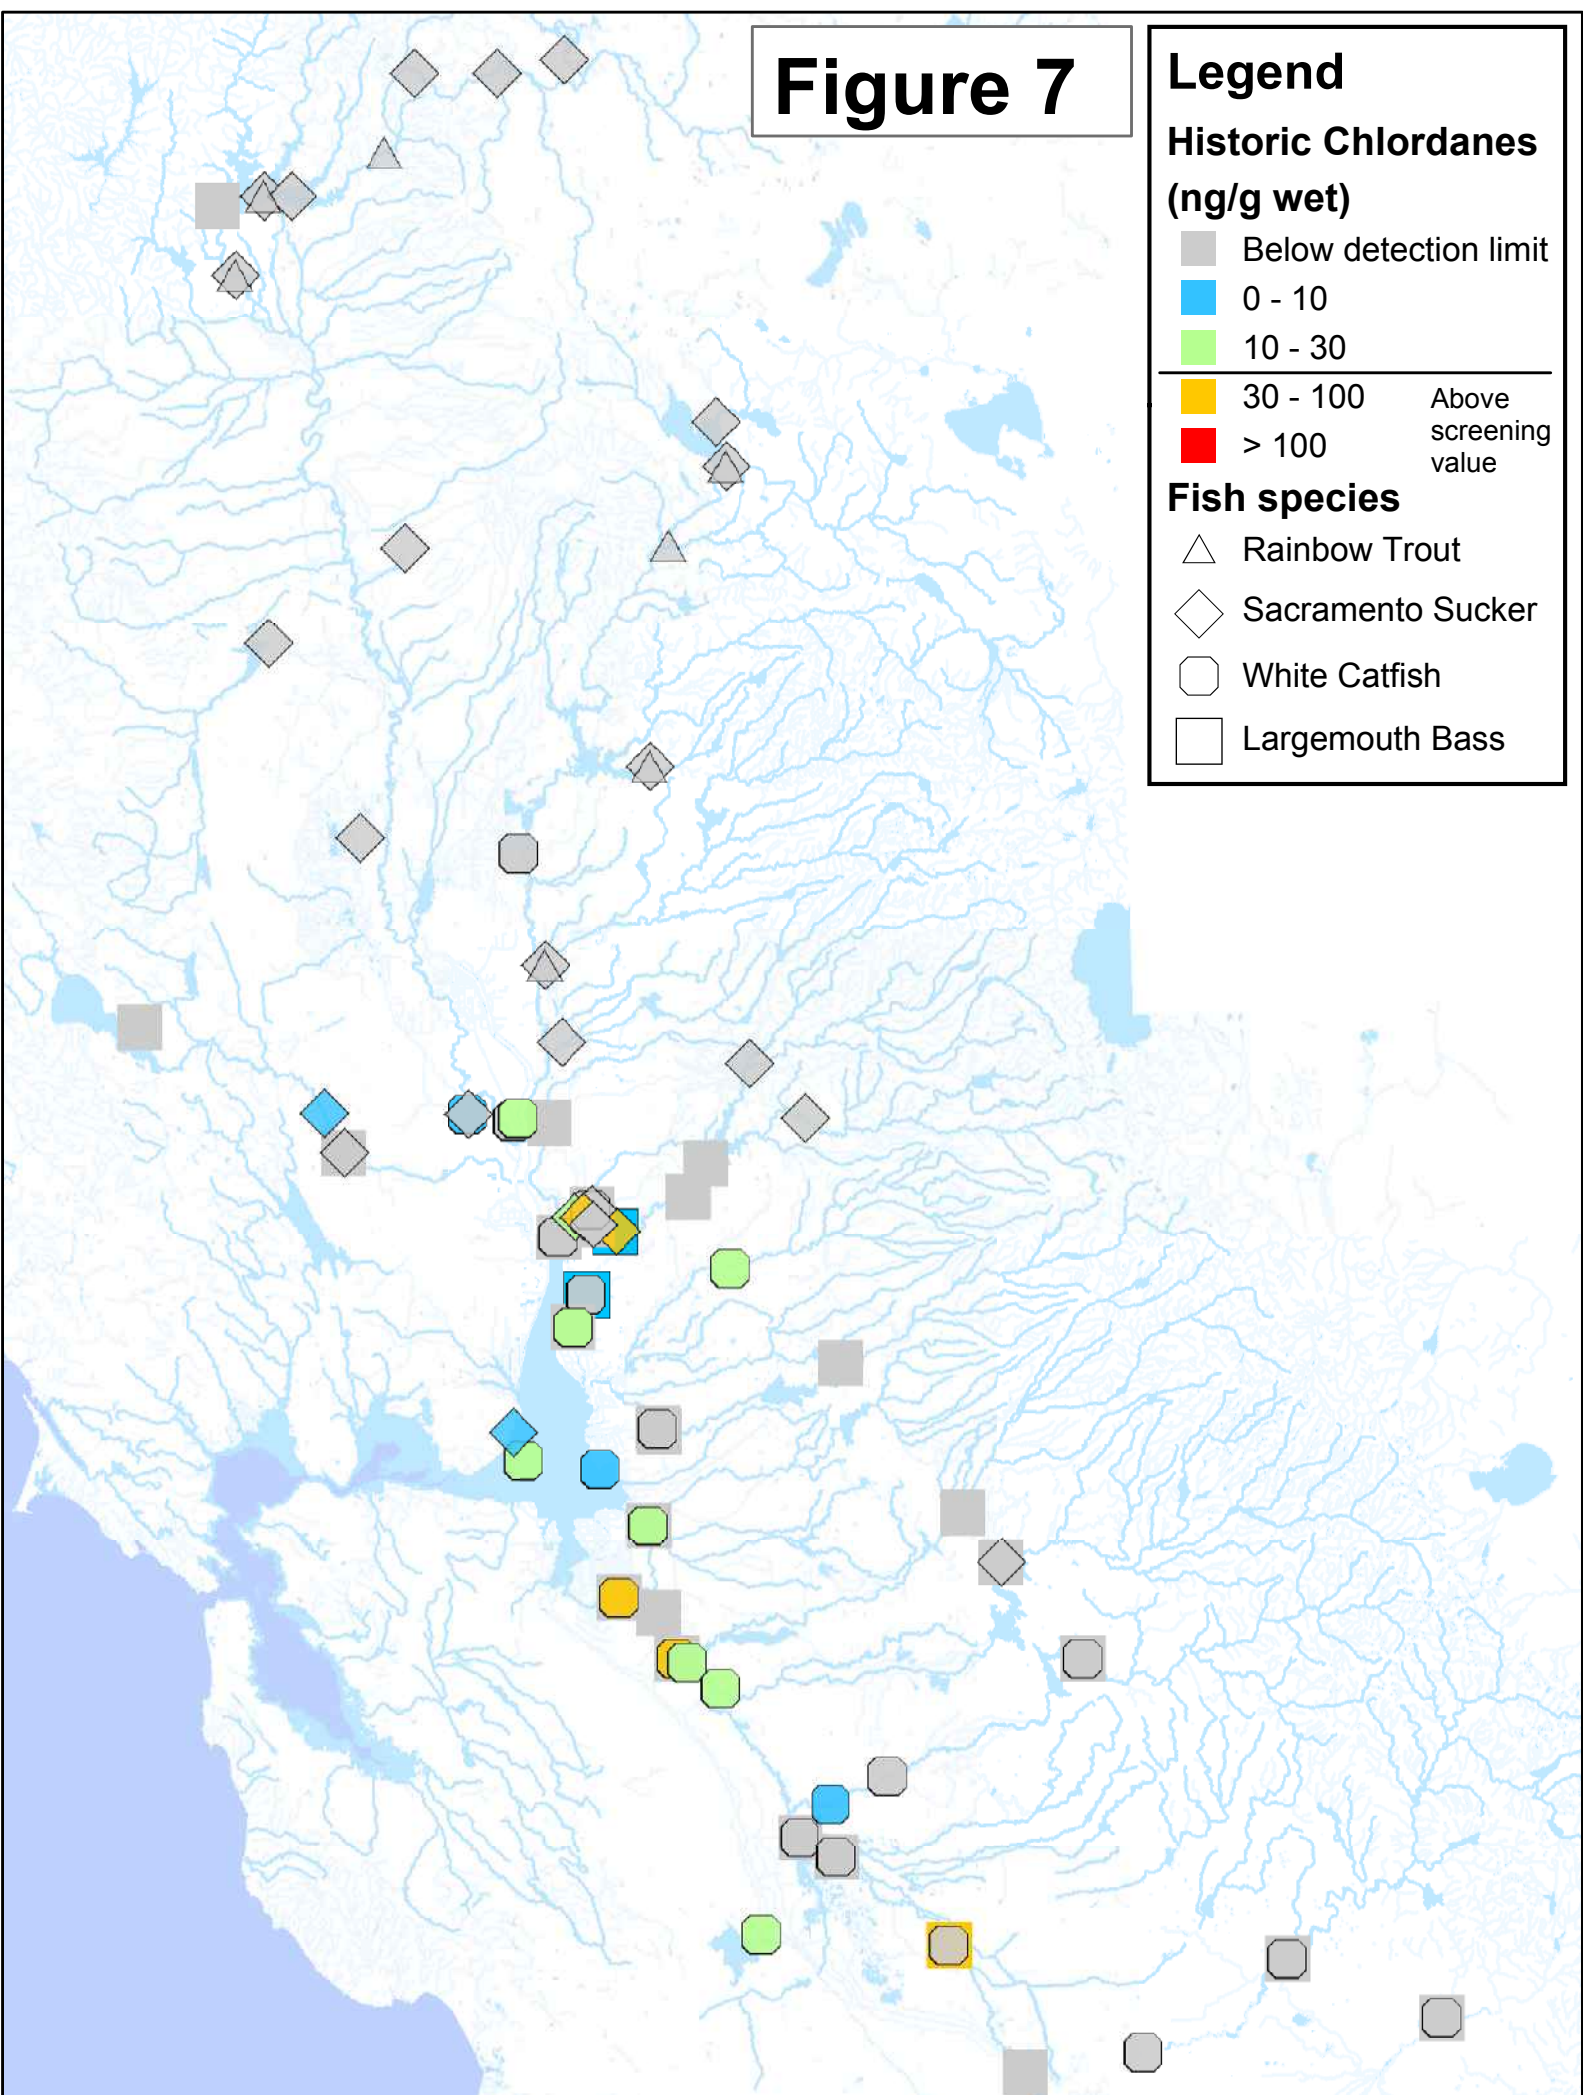 Figure 7
Legend
Historic Chlordanes
(ng/g wet)
Below detection limit
0 - 10
10 - 30
30 - 100
> 100
Above
screening
value
Fish species
Rainbow Trout
Sacramento Sucker
White Catfish
Largemouth Bass